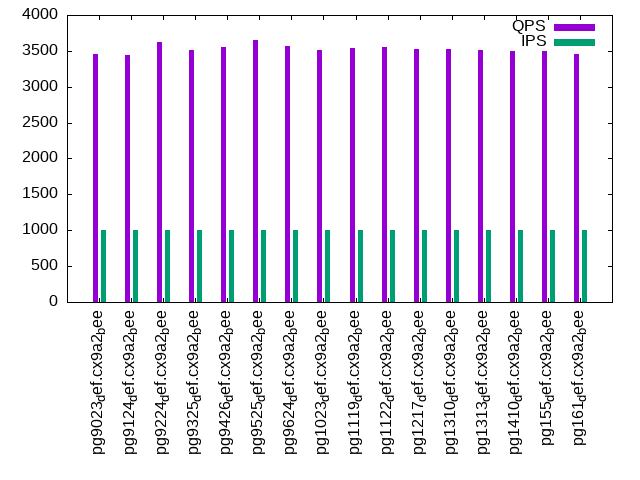 4000
3500
3000
2500
2000
1500
1000
500
0
QPS
IPS
pg9023def.cx9a2bee
pg9124def.cx9a2bee
pg9224def.cx9a2bee
pg9325def.cx9a2bee
pg9426def.cx9a2bee
pg9525def.cx9a2bee
pg9624def.cx9a2bee
pg1023def.cx9a2bee
pg1119def.cx9a2bee
pg1122def.cx9a2bee
pg1217def.cx9a2bee
pg1310def.cx9a2bee
pg1313def.cx9a2bee
pg1410def.cx9a2bee
pg155def.cx9a2bee
pg161def.cx9a2bee